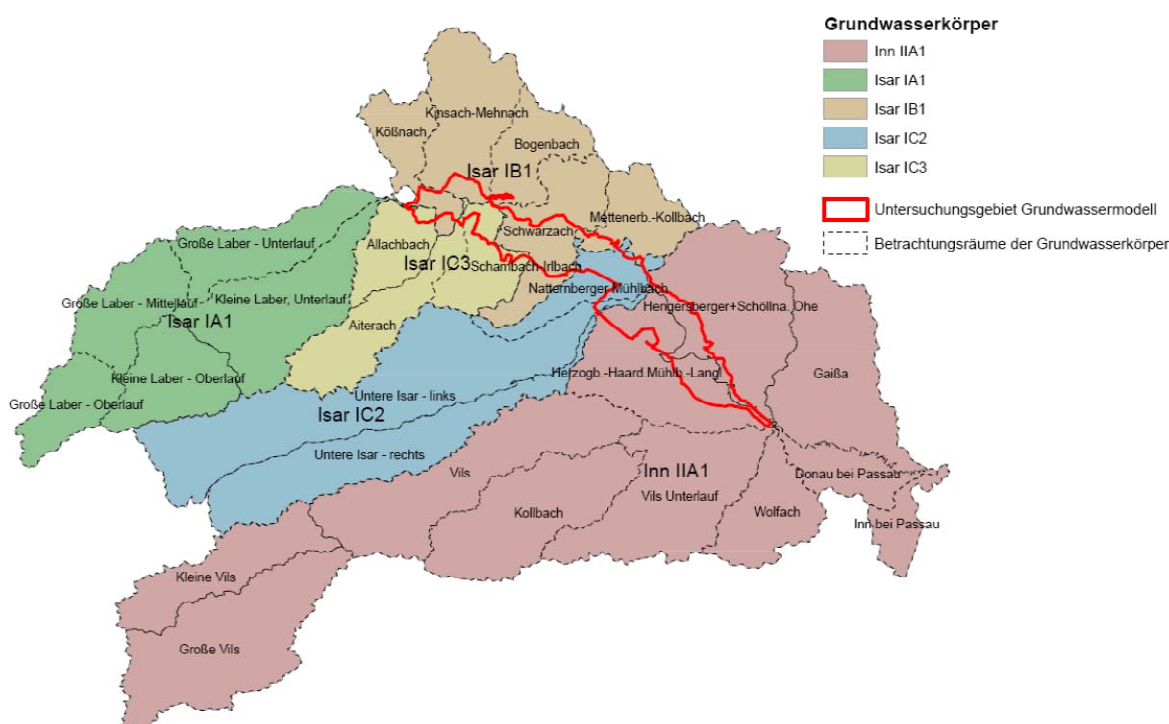 Grundwasserkörper
Inn IIA1
Isar IA1
Isar IB1
Isar IC2
Isar IC3
Untersuchungsgebiet Grundwassermodell
Betrachtungsräume der Grundwasserkörper
Kößnach
Kinsach-Mehnach
Bogenbach
Isar IB1
Mettenerb.-Kollbach
Schwarzach
Große Laber - Unterlauf
Allachbach
Isar IC3
Schambach-Irlbach
Natternberger Mühlbach
Große Laber - Mittellauf
Kleine Laber, Unterlauf
Isar IA1
Aiterach
Hengersberger+Schöllna. Ohe
Gaißa
Kleine Laber - Oberlauf
Große Laber - Oberlauf
Herzogb.-Haard Mühlb.-Langl
Untere Isar - links
Isar IC2
Untere Isar - rechts
Vils
Inn IIA1
Donau bei Passau
Kollbach
Vils Unterlauf
Wolfach
Inn bei Passau
Kleine Vils
Große Vils